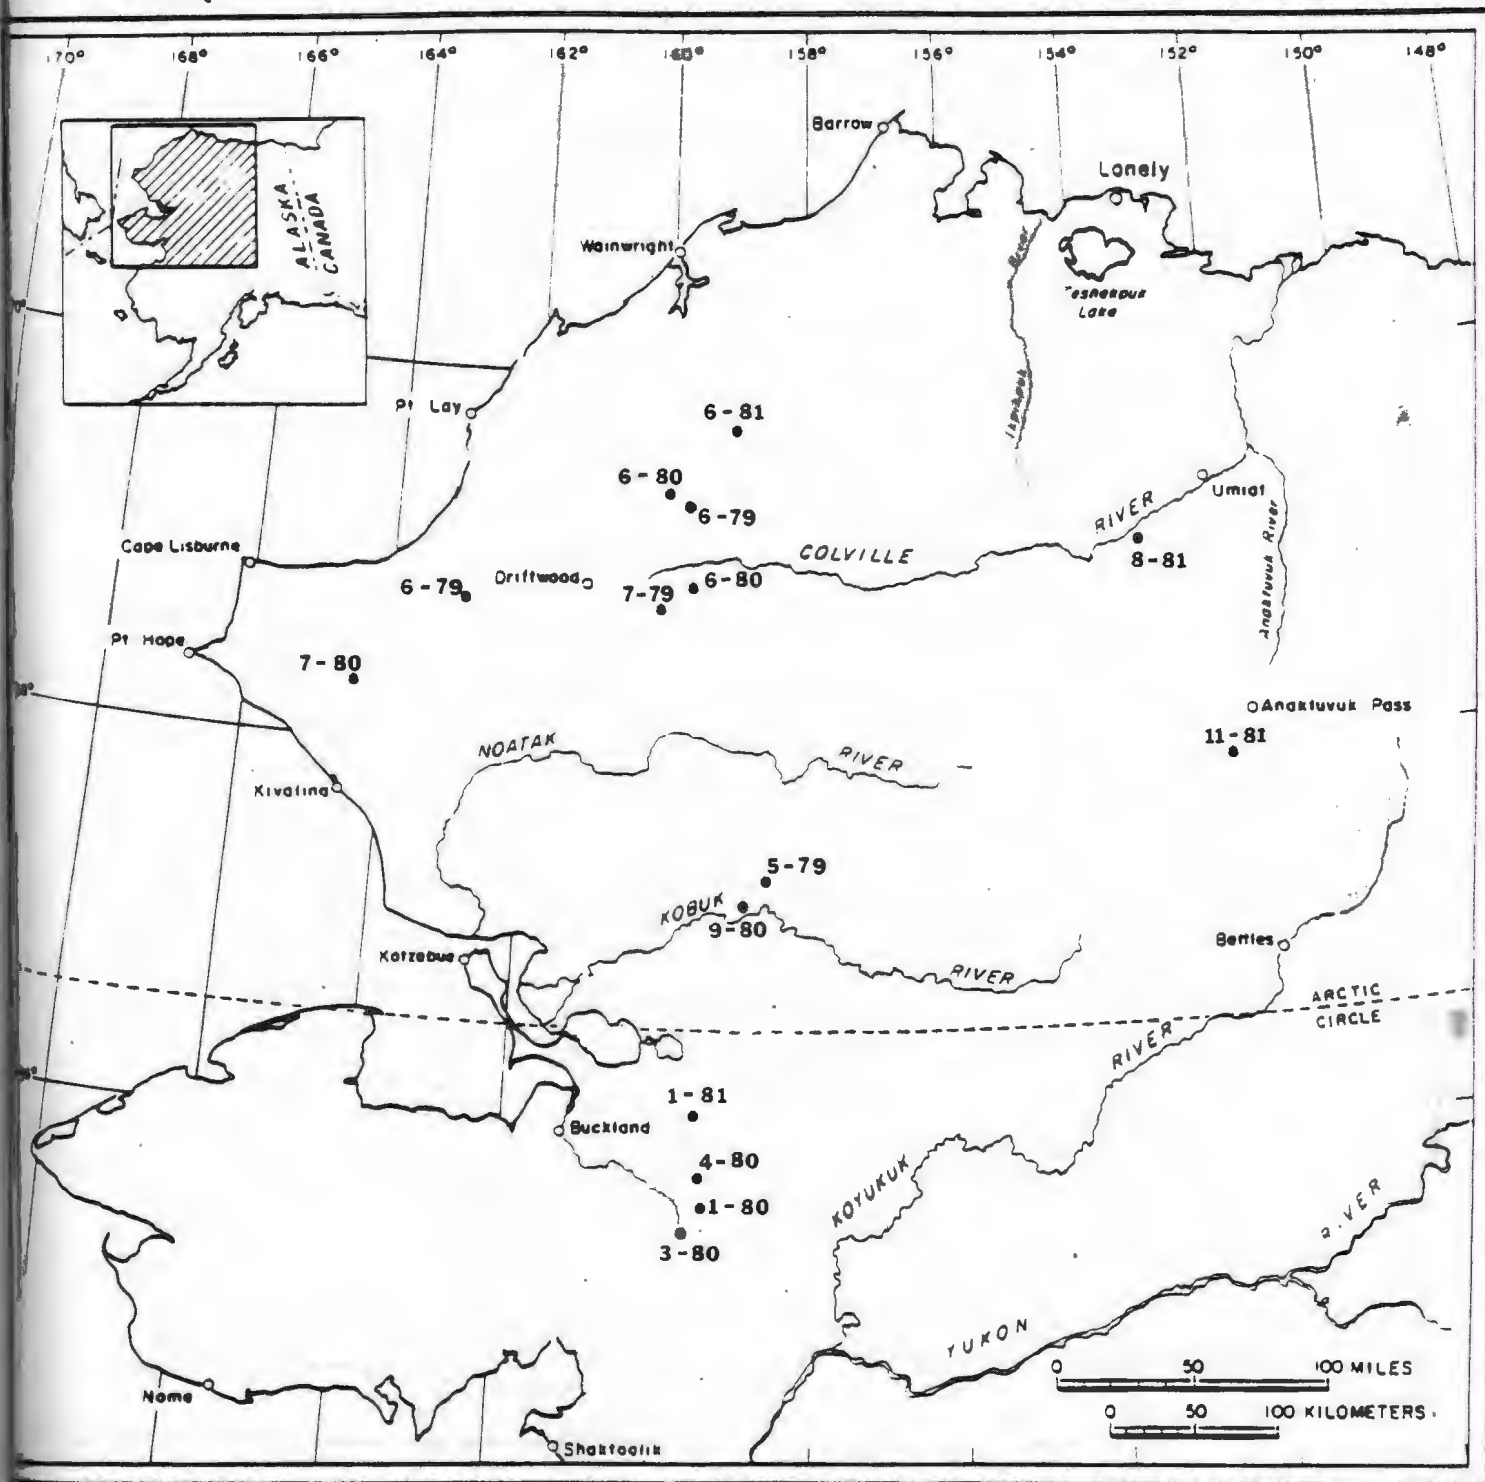 170° 168° 166° 164° 162° 160° 158° 156° 154° 152° 150° 148°
Barrow
Lonely
ALASKA
CANADA
Wainwright
River
Lake
Ikpikpuk
Pt Lay
6-81
6-80
6-79
Umiat
RIVER
COLVILLE
Cape Lisburne
8-81
Anaktuvuk River
Driftwood
6-79
7-79
6-80
Pt Hope
7-80
Anaktuvuk Pass
11-81
NOATAK
RIVER
Kivalina
5-79
KOBUK
9-80
Bettles
Kotzebue
RIVER
ARCTIC
CIRCLE
RIVER
1-81
Buckland
4-80
1-80
3-80
KOYUKUK
YUKON
0 50 100 MILES
0 50 100 KILOMETERS
Nome
Shaktoolik